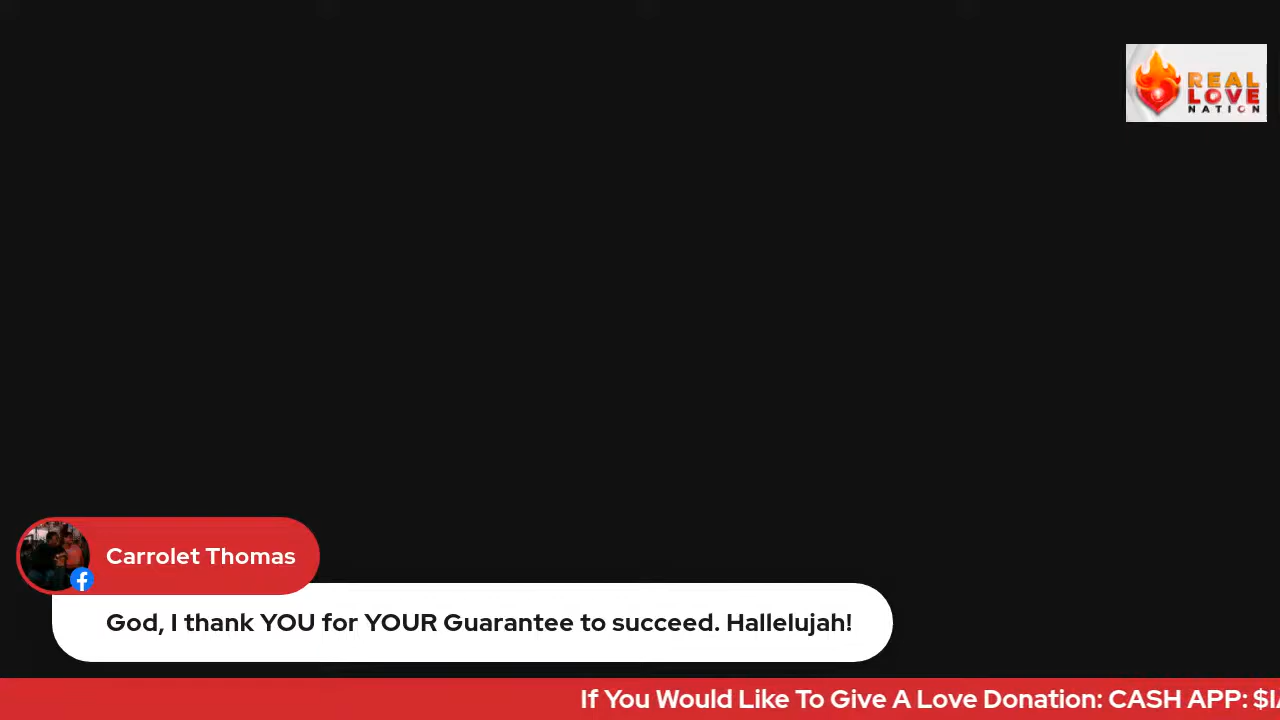 REAL
LOVE
NATION
Carrolet Thomas
God, I thank YOU for YOUR Guarantee to succeed. Hallelujah!
If You Would Like To Give A Love Donation: CASH APP: $